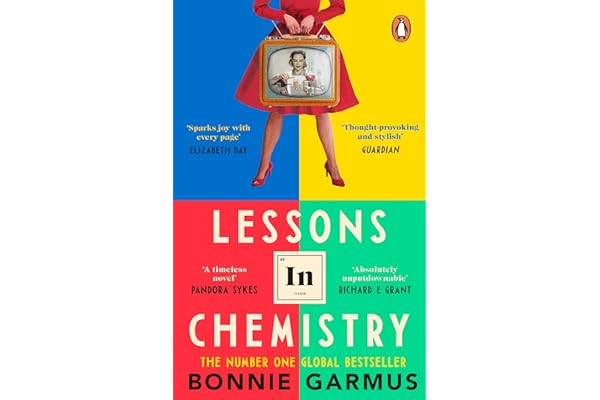 'Sparks joy with
every page'
ELIZABETH DAY
'Thought-provoking
and stylish'
GUARDIAN
LESSONS
'A timeless
novel'
PANDORA SYKES
In
'Absolutely
unputdownable'
RICHARD E GRANT
CHEMISTRY
THE NUMBER ONE GLOBAL BESTSELLER
BONNIE GARMUS